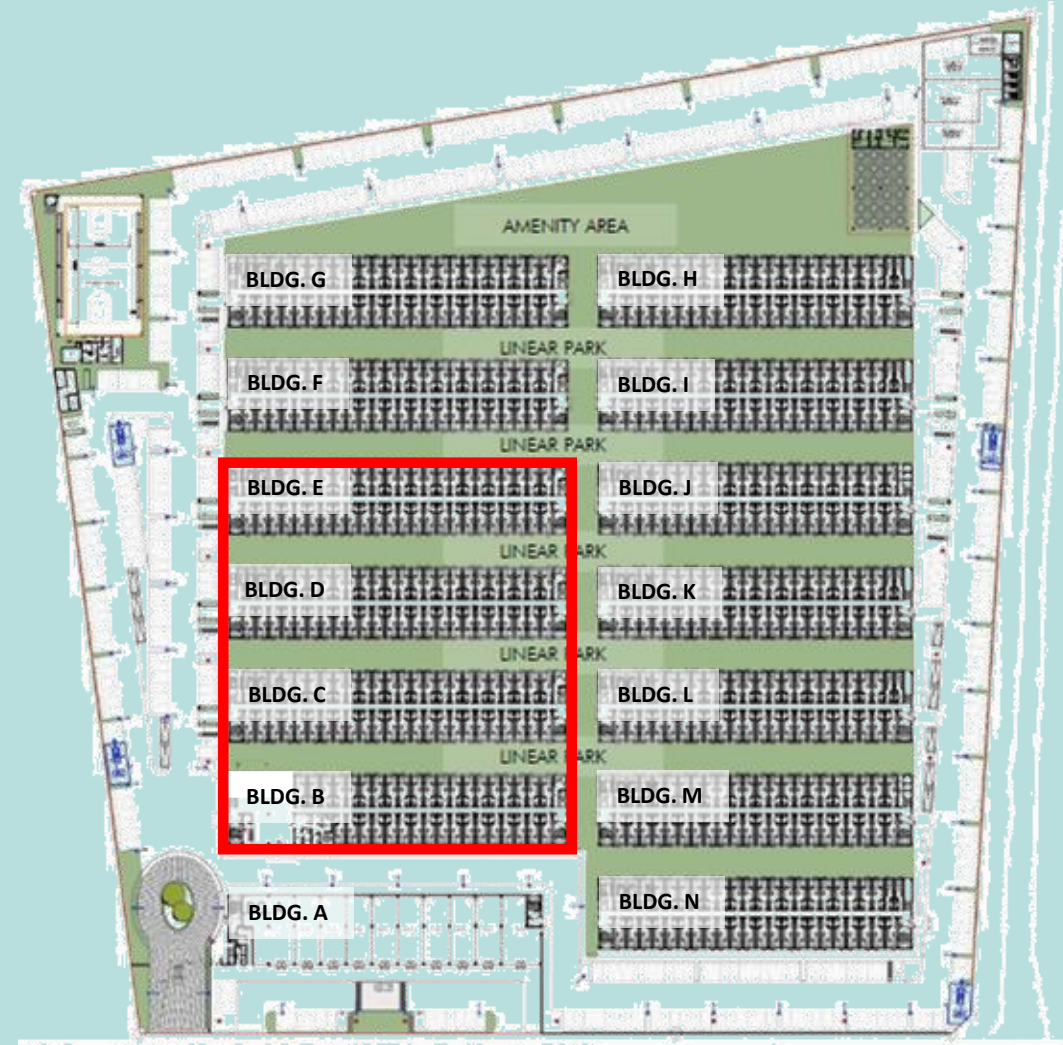 AMENITY AREA
BLDG. G
BLDG. H
LINEAR PARK
BLDG. F
BLDG. I
LINEAR PARK
BLDG. E
BLDG. J
LINEAR PARK
BLDG. D
BLDG. K
LINEAR PARK
BLDG. C
BLDG. L
LINEAR PARK
BLDG. B
BLDG. M
BLDG. A
BLDG. N